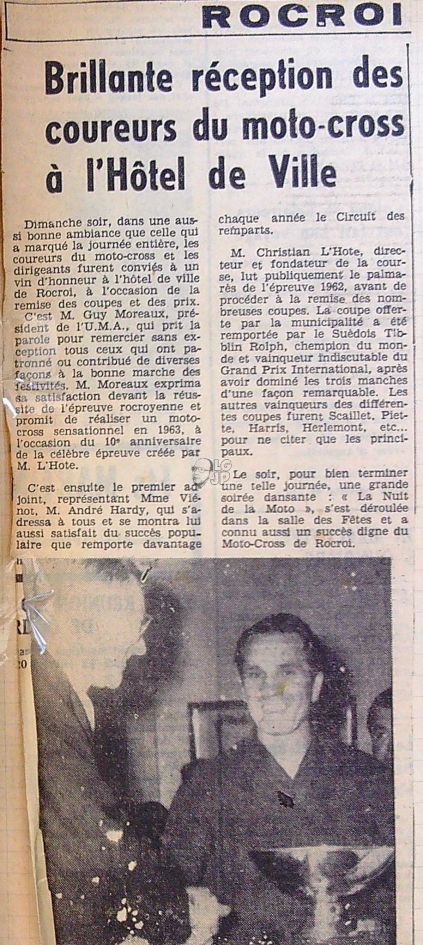 ROCROI
Brillante réception des
coureurs du moto-cross
à l'Hôtel de Ville
Dimanche soir, dans une aus-
si bonne ambiance que celle qui
a marqué la journée entière, les
coureurs du moto-cross et les
dirigeants furent conviés à un
vin d'honneur à l'hôtel de ville
de Rocroi, à l'occasion de la
remise des coupes et des prix.
C'est M. Guy Moreaux, pré-
sident de l'U.M.A., qui prit la
parole pour remercier sans ex-
ception tous ceux qui ont pa-
tronné ou contribué de diverses
façons à la bonne marche des
festivités. M. Moreaux exprima
sa satisfaction devant la réus-
site de l'épreuve rocroyenne et
promit de réaliser un moto-
cross sensationnel en 1963, à
l'occasion du 10e anniversaire
de la célèbre épreuve créée par
M. L'Hote.
C'est ensuite le premier ad-
joint, représentant Mme Vié-
not, M. André Hardy, qui s'a-
dressa à tous et se montra lui
aussi satisfait du succès popu-
laire que remporte davantage
chaque année le Circuit des
remparts.
M. Christian L'Hote, direc-
teur et fondateur de la cour-
se, lut publiquement le palma-
rès de l'épreuve 1962, avant de
procéder à la remise des nom-
breuses coupes. La coupe offer-
te par la municipalité a été
remportée par le Suédois Tib-
blin Rolph, cempion du mon-
de et vainqueur indiscutable du
Grand Prix International, après
avoir dominé les trois manches
d'une façon remarquable. Les
autres vainqueurs des différen-
tes coupes furent Scaillet, Piet-
te, Harris, Herlemont, etc...
pour ne citer que les princi-
paux.
Le soir, pour bien terminer
une telle journée, une grande
soirée dansante : « La Nuit
de la Moto », s'est déroulée
dans la salle des Fêtes et a
connu aussi un succès digne du
Moto-Cross de Rocroi.
20